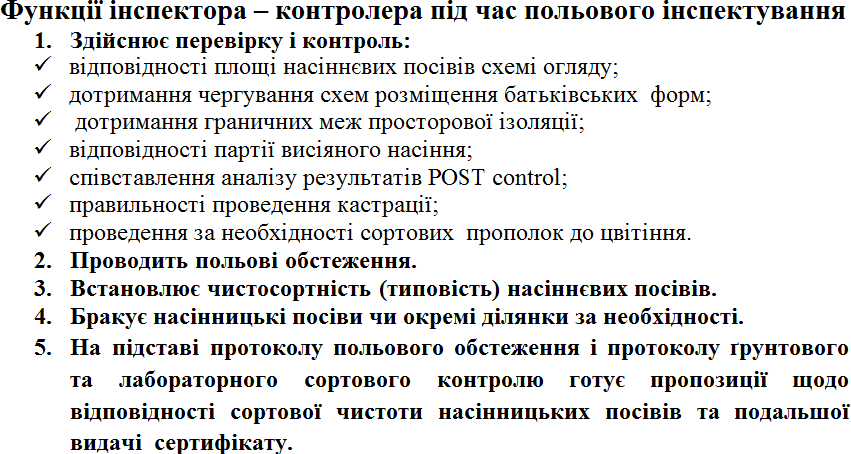 Функції інспектора – контролера під час польового інспектування
1. Здійснює перевірку і контроль:
✓ відповідності площі насіннєвих посівів схемі огляду;
✓ дотримання чергування схем розміщення батьківських форм;
✓ дотримання граничних меж просторової ізоляції;
✓ відповідності партії висіяного насіння;
✓ співставлення аналізу результатів POST control;
✓ правильності проведення кастрації;
✓ проведення за необхідності сортових прополок до цвітіння.
2. Проводить польові обстеження.
3. Встановлює чистосортність (типовість) насіннєвих посівів.
4. Бракує насінницькі посіви чи окремі ділянки за необхідності.
5. На підставі протоколу польового обстеження і протоколу ґрунтового
та лабораторного сортового контролю готує пропозиції щодо
відповідності сортової чистоти насінницьких посівів та подальшої
видачі сертифікату.